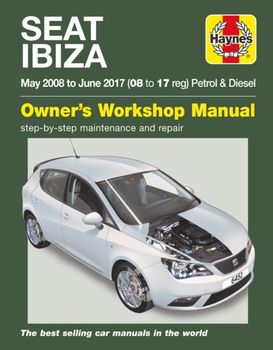 SEAT
IBIZA
Haynes
May 2008 to June 2017 (08 to 17 reg) Petrol & Diesel
Owner's Workshop Manual
step-by-step maintenance and repair
6453
The best selling car manuals in the world